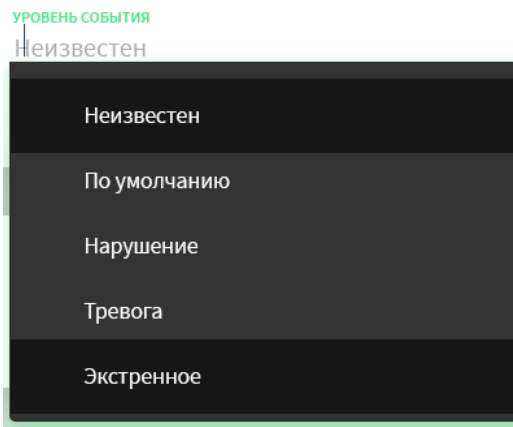 УРОВЕНЬ СОБЫТИЯ
Неизвестен
Неизвестен
По умолчанию
Нарушение
Тревога
Экстренное